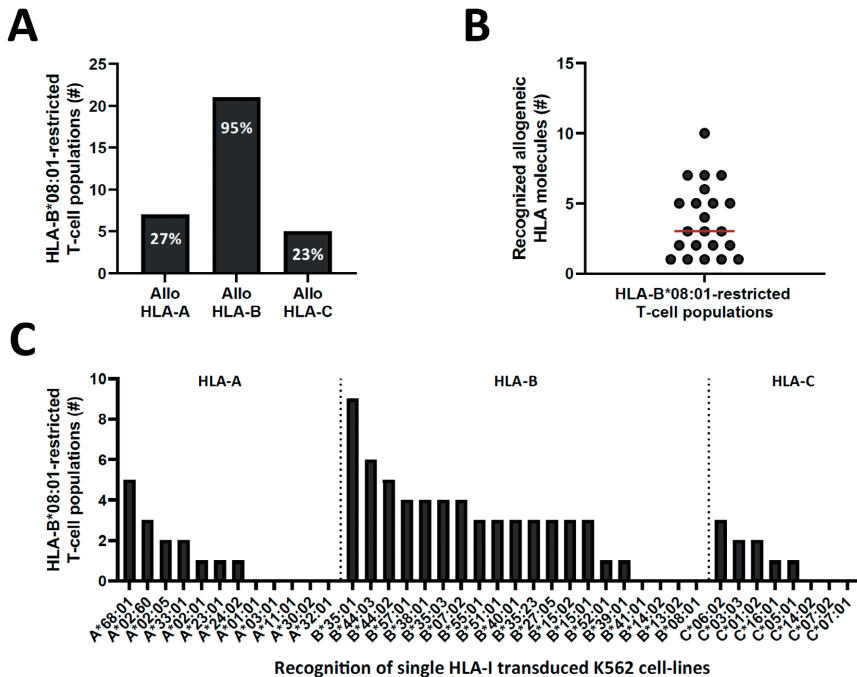 A
HLA-B*08:01-restricted
T-cell populations (#)
25
20
15
10
5
0
27%
95%
23%
Allo
HLA-A
Allo
HLA-B
Allo
HLA-C
B
Recognized allogeneic
HLA molecules (#)
15
10
5
0
HLA-B*08:01-restricted
T-cell populations
C
HLA-B*08:01-restricted
T-cell populations (#)
10
8
6
4
2
0
HLA-A
HLA-B
HLA-C
A*68:01
A*02:60
A*02:05
A*33:01
A*02:01
A*23:01
A*24:02
A*01:01
A*03:01
A*11:01
A*30:02
A*32:01
B*35:01
B*44:03
B*44:02
B*57:01
B*38:01
B*35:03
B*07:02
B*55:01
B*51:01
B*40:01
B*35:23
B*27:05
B*15:02
B*15:01
B*52:01
B*39:01
B*41:01
B*14:02
B*13:02
B*08:01
C*06:02
C*03:03
C*01:02
C*16:01
C*05:01
C*14:02
C*07:02
C*07:01
Recognition of single HLA-I transduced K562 cell-lines